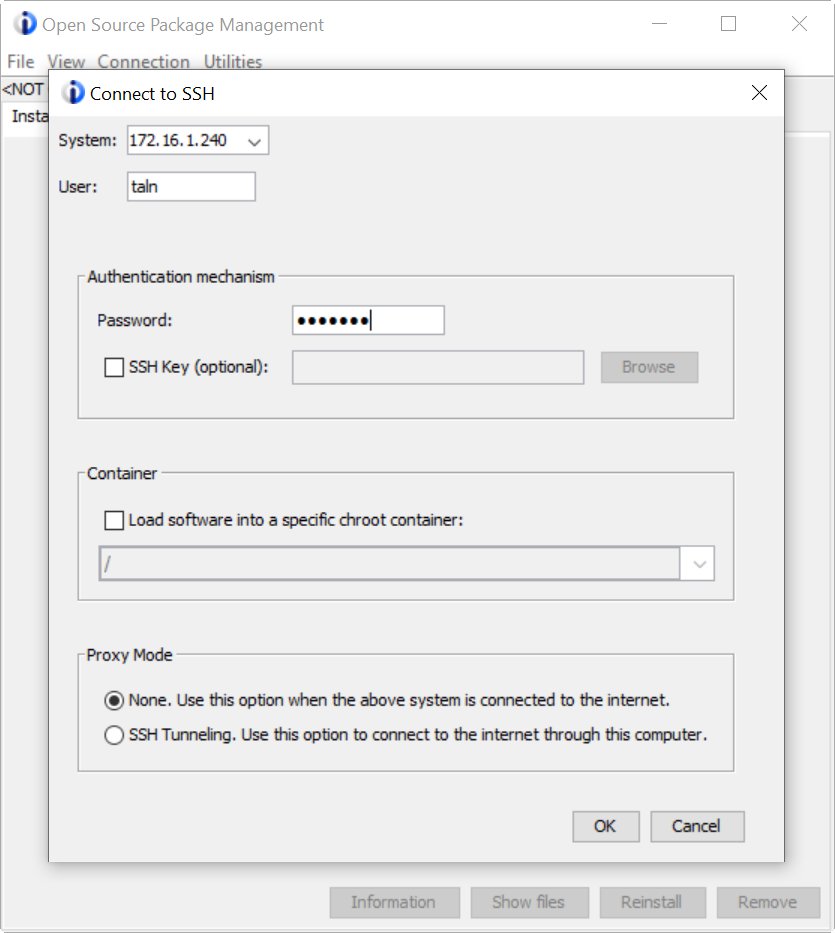 Open Source Package Management
File View Connection Utilities
<NOT
Insta
Connect to SSH
System: 172.16.1.240
User: taln
Authentication mechanism
Password: •••••••
SSH Key (optional): Browse
Container
Load software into a specific chroot container:
/
Proxy Mode
None. Use this option when the above system is connected to the internet.
SSH Tunneling. Use this option to connect to the internet through this computer.
OK Cancel
Information Show files Reinstall Remove